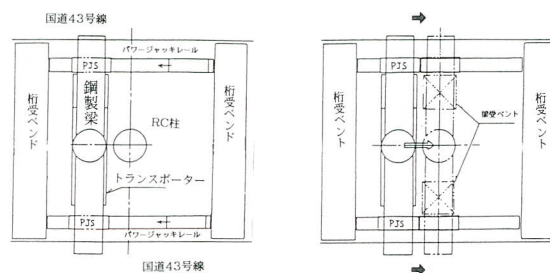 国道43号線
パワージャッキレール
PJS
鋼製梁
桁受ベンド
RC柱
桁受ベント
トランスポーター
PJS
パワージャッキレール
国道43号線
PJS
桁受ベント
梁受ベント
桁受ベント
PJS